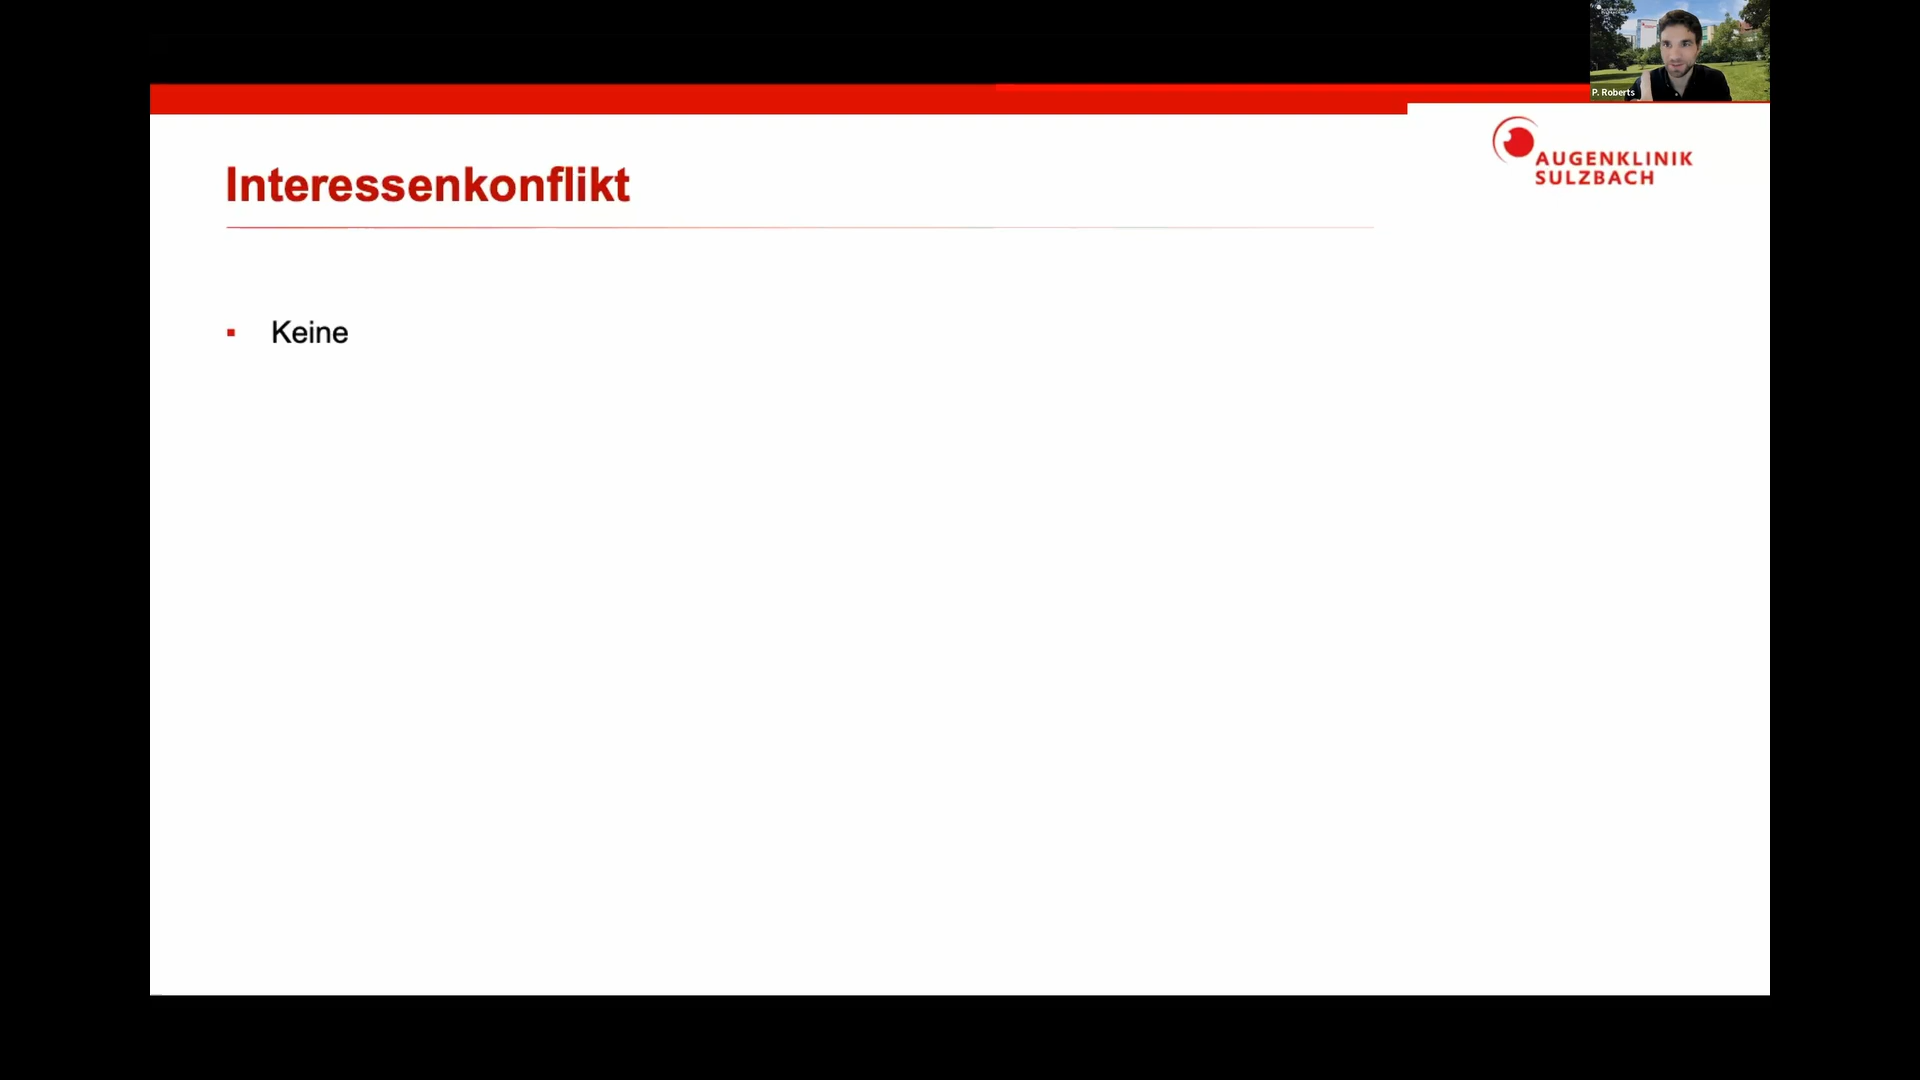 P. Roberts
AUGENKLINIK
SULZBACH
Interessenkonflikt
Keine